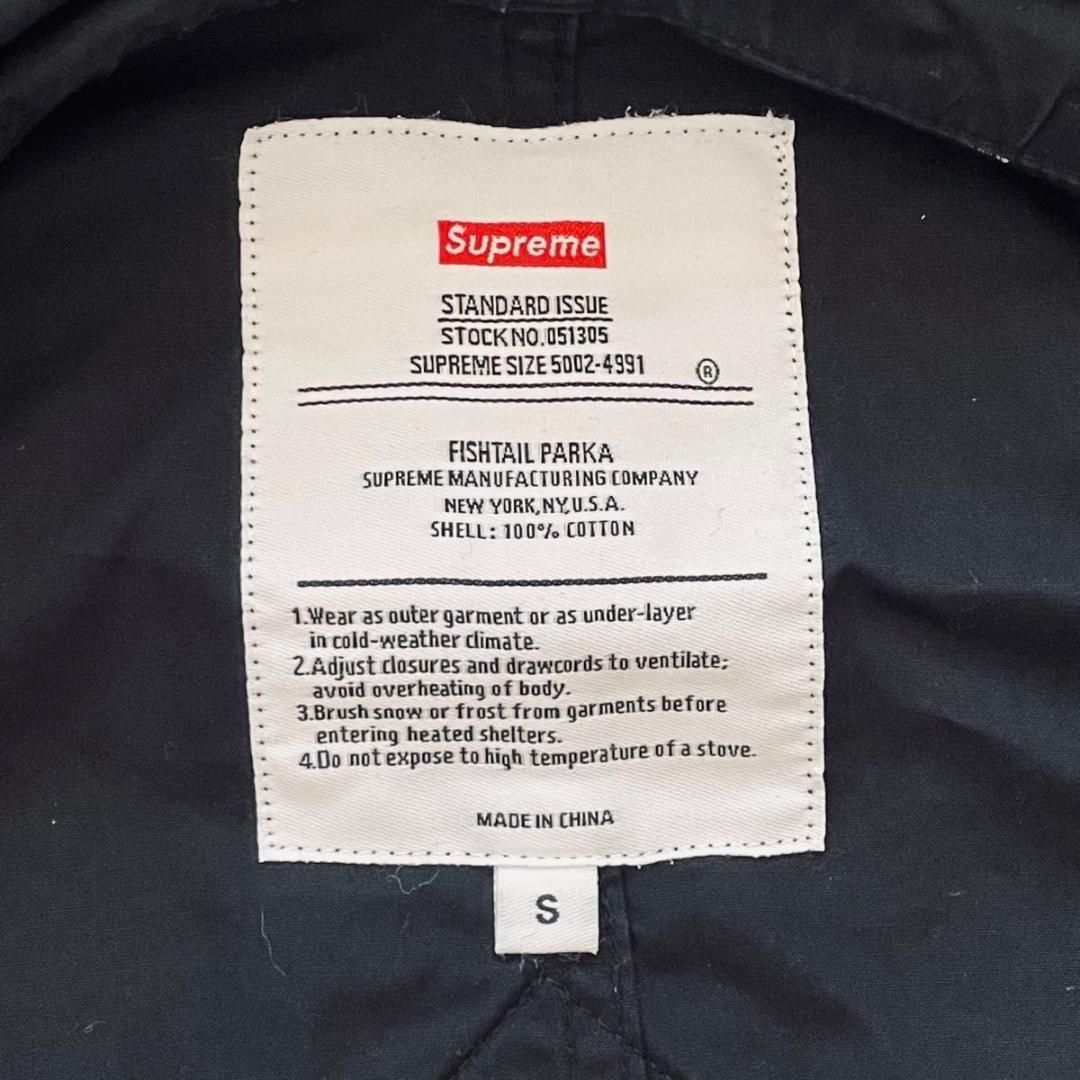 Supreme
STANDARD ISSUE
STOCK NO.051305
SUPREME SIZE 5002-4991 ®
FISHTAIL PARKA
SUPREME MANUFACTURING COMPANY
NEW YORK,NY,U.S.A.
SHELL: 100% COTTON
1.Wear as outer garment or as under-layer
in cold-weather climate.
2.Adjust closures and drawcords to ventilate;
avoid overheating of body.
3.Brush snow or frost from garments before
entering heated shelters.
4.Do not expose to high temperature of a stove.
MADE IN CHINA
S